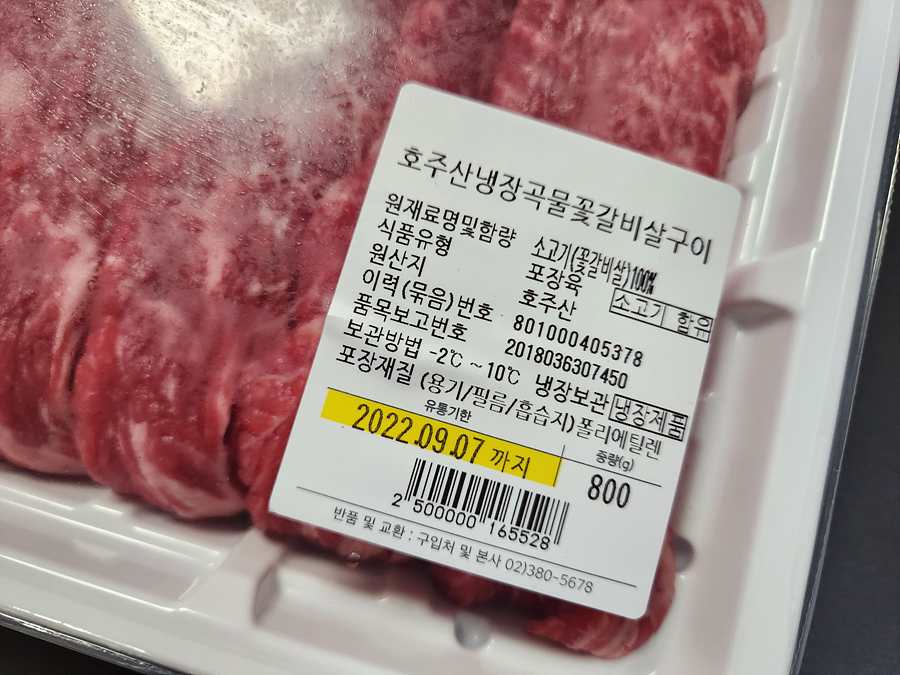 호주산냉장곡물꽃갈비살구이
원재료명및함량 소고기(꽃갈비살)100%
식품유형 포장육 소고기 함유
원산지 호주산
이력(묶음)번호 801000405378
품목보고번호 2018036307450
보관방법 -2℃ ~ 10℃ 냉장보관 냉장제품
포장재질 (용기/필름/흡습지)폴리에틸렌
유통기한 중량(g)
2022.09.07 까지 800
2 500000 165528
반품 및 교환 : 구입처 및 본사 02)380-5678